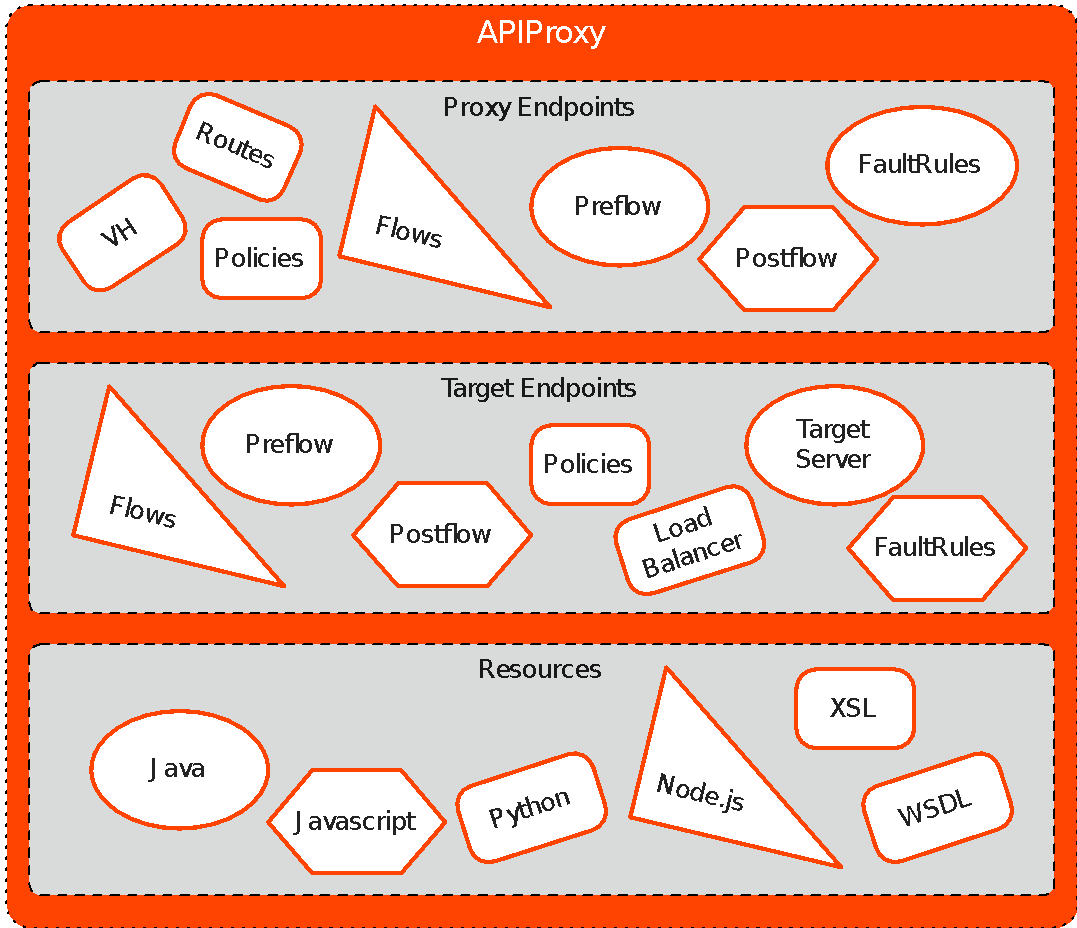 APIProxy
Proxy Endpoints
Routes
VH
Policies
Flows
Preflow
Postflow
FaultRules
Target Endpoints
Flows
Preflow
Postflow
Policies
Load
Balancer
Target
Server
FaultRules
Resources
Java
Javascript
Python
Node.js
XSL
WSDL